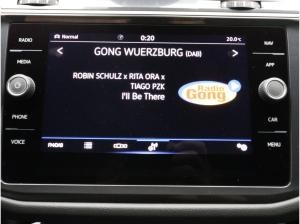 RADIO
Normal
0:20
20.0°C
NAV
MEDIA
GONG WUERZBURG (DAB)
APP
ROBIN SCHULZ x RITA ORA x
TIAGO PZK
I'll Be There
Radio
Gong
PHONE
CAR
VOICE
FM/DAB
MENU